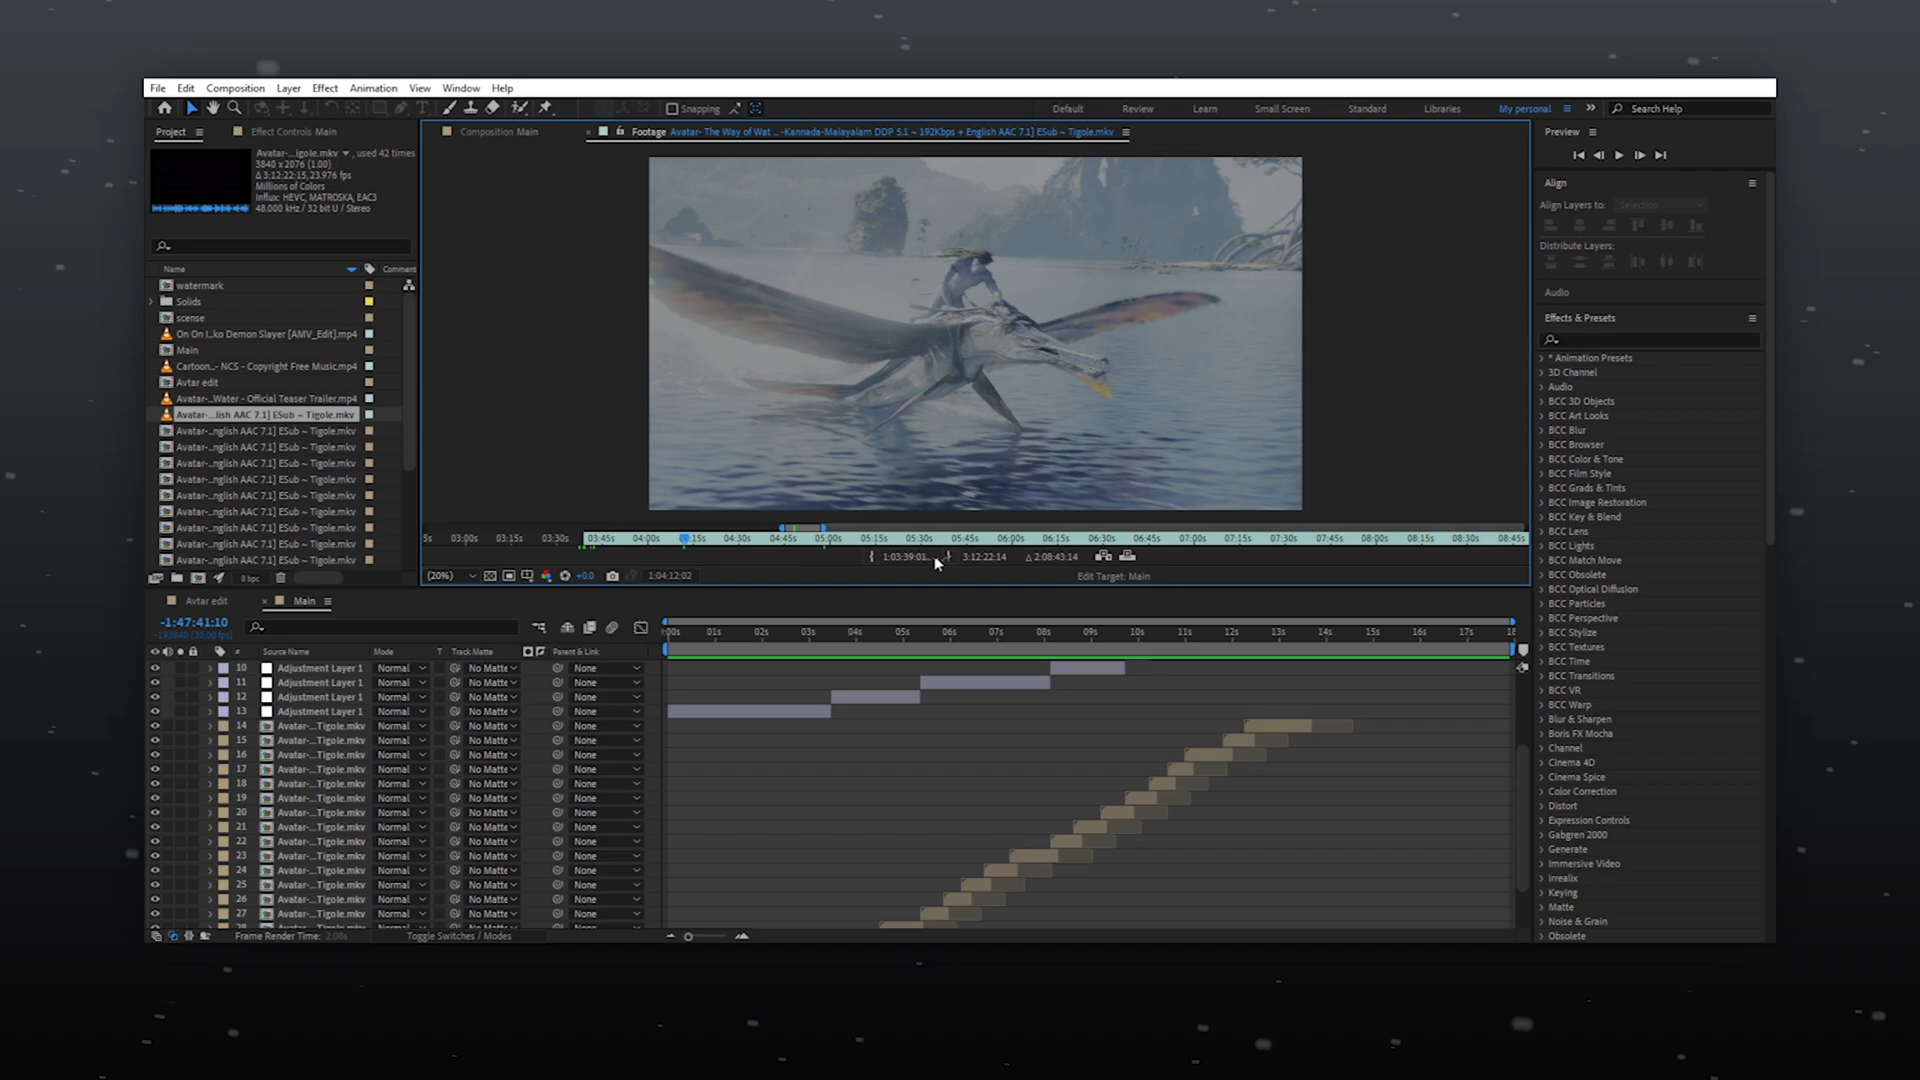 File Edit Composition Layer Effect Animation View Window Help
Snapping Default Review Learn Small Screen Standard Libraries My personal Search Help
Project Effect Controls Main
Composition Main
Footage Avatar- The Way of Wat ... -Kannada-Malayalam DDP 5.1 ~ 192Kbps + English AAC 7.1] ESub ~ Tigole.mkv
Preview
Avatar-...igole.mkv , used 42 times
3840 x 2076 (1.00)
Δ 3:12:22:15, 23.976 fps
Millions of Colors
Influx: HEVC, MATROSKA, EAC3
48.000 kHz / 32 bit U / Stereo
Name Comment
watermark
Solids
scense
On On I...ko Demon Slayer [AMV_Edit].mp4
Main
Cartoon...- NCS - Copyright Free Music.mp4
Avtar edit
Avatar-...Water - Official Teaser Trailer.mp4
Avatar-...lish AAC 7.1] ESub ~ Tigole.mkv
Avatar-...nglish AAC 7.1] ESub ~ Tigole.mkv
Avatar-...nglish AAC 7.1] ESub ~ Tigole.mkv
Avatar-...nglish AAC 7.1] ESub ~ Tigole.mkv
Avatar-...nglish AAC 7.1] ESub ~ Tigole.mkv
Avatar-...nglish AAC 7.1] ESub ~ Tigole.mkv
Avatar-...nglish AAC 7.1] ESub ~ Tigole.mkv
Avatar-...nglish AAC 7.1] ESub ~ Tigole.mkv
Avatar-...nglish AAC 7.1] ESub ~ Tigole.mkv
Avatar-...nglish AAC 7.1] ESub ~ Tigole.mkv
8 bpc
5s 03:00s 03:15s 03:30s 03:45s 04:00s :15s 04:30s 04:45s 05:00s 05:15s 05:30s 05:45s 06:00s 06:15s 06:30s 06:45s 07:00s 07:15s 07:30s 07:45s 08:00s 08:15s 08:30s 08:45s
1:03:39:01 3:12:22:14 Δ 2:08:43:14
(20%) +0.0 1:04:12:02 Edit Target: Main
Align
Align Layers to: Selection
Distribute Layers:
Audio
Effects & Presets
* Animation Presets
3D Channel
Audio
BCC 3D Objects
BCC Art Looks
BCC Blur
BCC Browser
BCC Color & Tone
BCC Film Style
BCC Grads & Tints
BCC Image Restoration
BCC Key & Blend
BCC Lens
BCC Lights
BCC Match Move
BCC Obsolete
BCC Optical Diffusion
BCC Particles
BCC Perspective
BCC Stylize
BCC Textures
BCC Time
BCC Transitions
BCC VR
BCC Warp
Blur & Sharpen
Boris FX Mocha
Channel
Cinema 4D
Cinema Spice
Color Correction
Distort
Expression Controls
Gabgren 2000
Generate
Immersive Video
irrealix
Keying
Matte
Noise & Grain
Obsolete
Avtar edit Main
-1:47:41:10
-193840 (30.00 fps)
:00s 01s 02s 03s 04s 05s 06s 07s 08s 09s 10s 11s 12s 13s 14s 15s 16s 17s 18
# Source Name Mode T Track Matte Parent & Link
10 Adjustment Layer 1 Normal No Matte None
11 Adjustment Layer 1 Normal No Matte None
12 Adjustment Layer 1 Normal No Matte None
13 Adjustment Layer 1 Normal No Matte None
14 Avatar-...Tigole.mkv Normal No Matte None
15 Avatar-...Tigole.mkv Normal No Matte None
16 Avatar-...Tigole.mkv Normal No Matte None
17 Avatar-...Tigole.mkv Normal No Matte None
18 Avatar-...Tigole.mkv Normal No Matte None
19 Avatar-...Tigole.mkv Normal No Matte None
20 Avatar-...Tigole.mkv Normal No Matte None
21 Avatar-...Tigole.mkv Normal No Matte None
22 Avatar-...Tigole.mkv Normal No Matte None
23 Avatar-...Tigole.mkv Normal No Matte None
24 Avatar-...Tigole.mkv Normal No Matte None
25 Avatar-...Tigole.mkv Normal No Matte None
26 Avatar-...Tigole.mkv Normal No Matte None
27 Avatar-...Tigole.mkv Normal No Matte None
Frame Render Time: 2.08s Toggle Switches / Modes